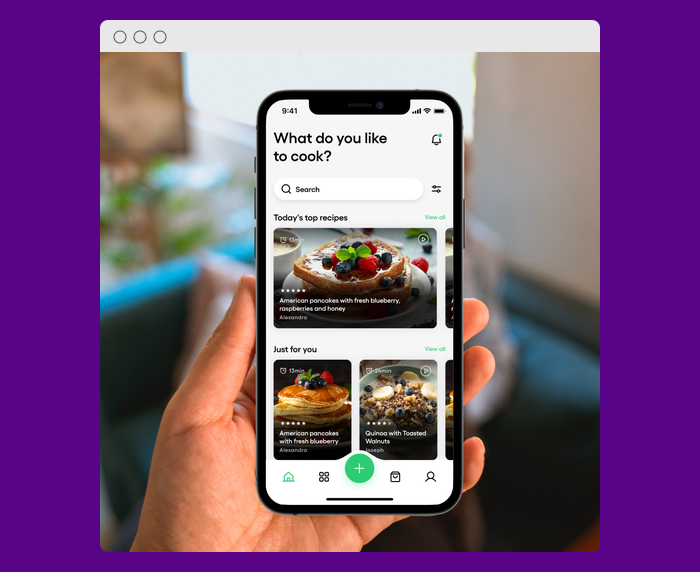 9:41
What do you like
to cook?
Search
Today's top recipes
View all
13min
★★★★★
American pancakes with fresh blueberry,
raspberries and honey
Alexandra
Just for you
View all
13min
★★★★★
American pancakes
with fresh blueberry
Alexandra
24min
Quinoa with Toasted
Walnuts
Joseph